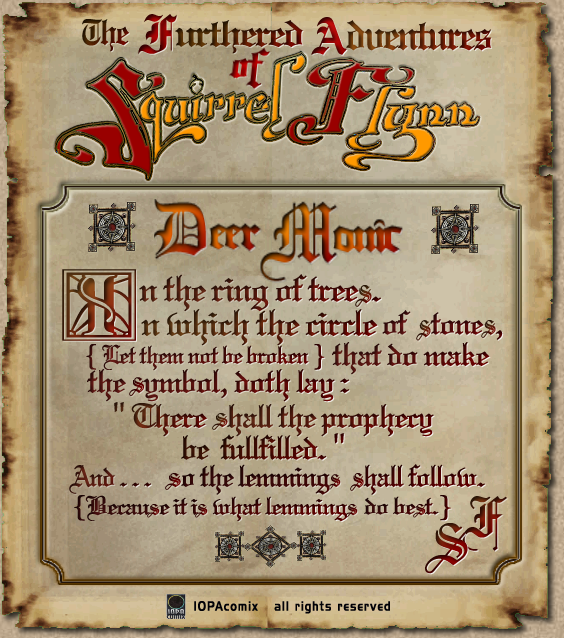 The Furthered Adventures
of
Squirrel Flynn
Deer Monic
In the ring of trees.
In which the circle of stones,
{ Let them not be broken } that do make
the symbol, doth lay :
" There shall the prophecy
be fullfilled. "
And . . . so the lemmings shall follow.
{Because it is what lemmings do best.}
SF
IOPA comix IOPAcomix all rights reserved